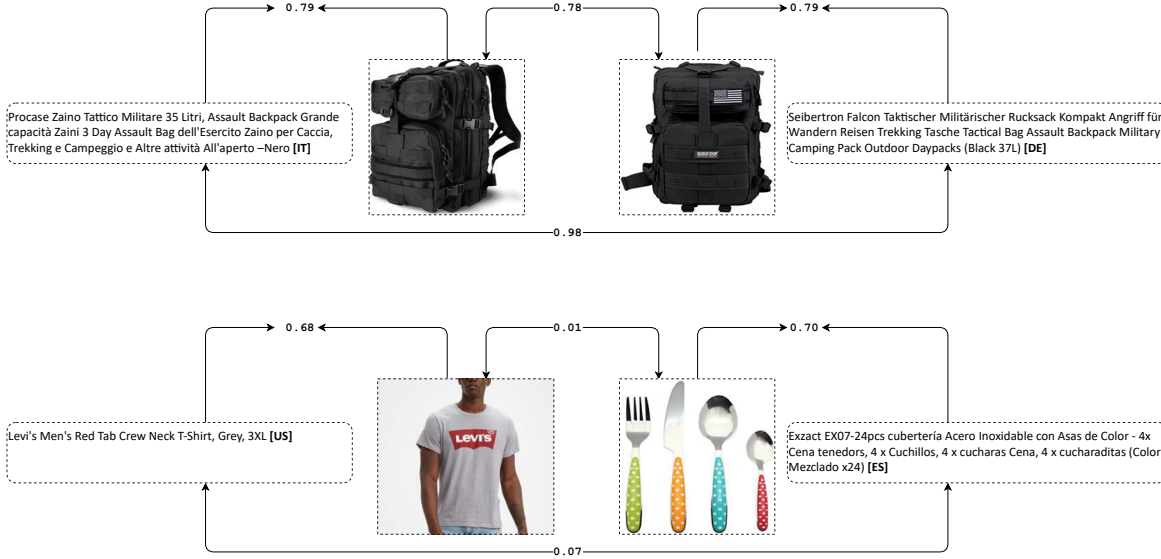 0.79
0.78
0.79
Procase Zaino Tattico Militare 35 Litri, Assault Backpack Grande
capacità Zaini 3 Day Assault Bag dell'Esercito Zaino per Caccia,
Trekking e Campeggio e Altre attività All'aperto –Nero [IT]
Seibertron Falcon Taktischer Militärischer Rucksack Kompakt Angriff für
Wandern Reisen Trekking Tasche Tactical Bag Assault Backpack Military
Camping Pack Outdoor Daypacks (Black 37L) [DE]
0.98
0.68
0.01
0.70
Levi's Men's Red Tab Crew Neck T-Shirt, Grey, 3XL [US]
LEVI'S
Exzact EX07-24pcs cubertería Acero Inoxidable con Asas de Color - 4x
Cena tenedors, 4 x Cuchillos, 4 x cucharas Cena, 4 x cucharaditas (Color
Mezclado x24) [ES]
0.07